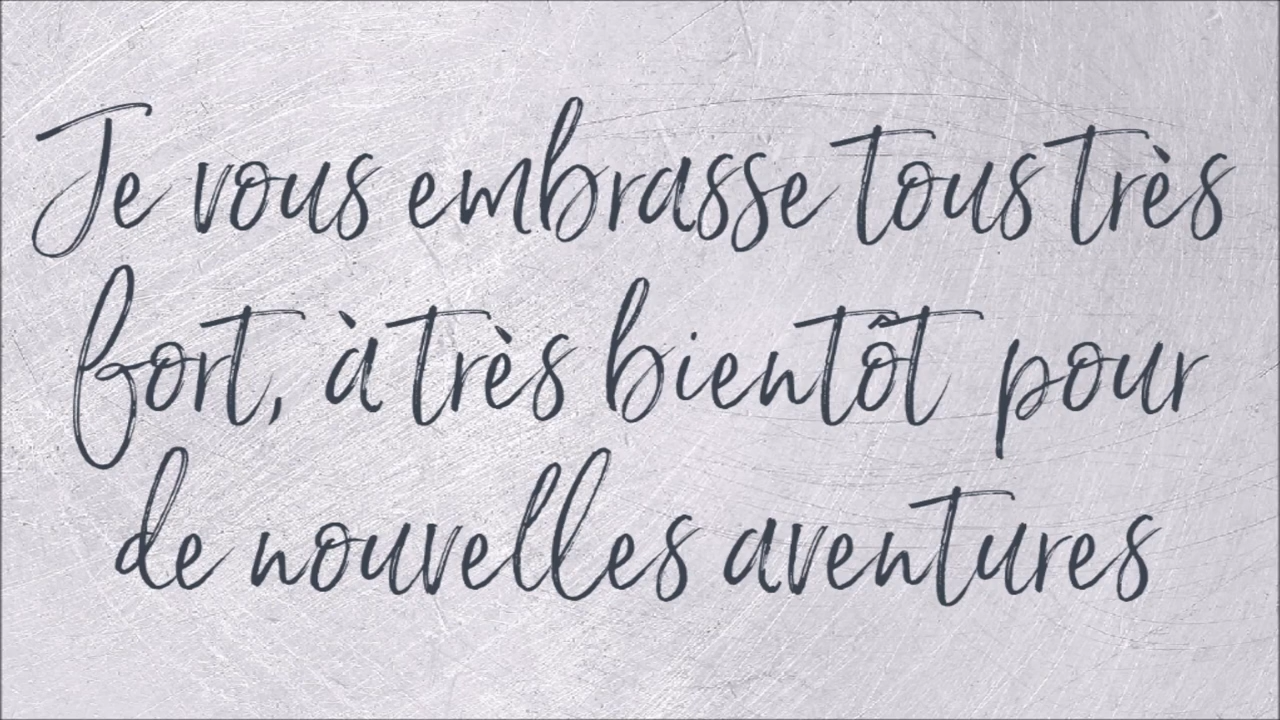 Je vous embrasse tous très
fort, à très bientôt pour
de nouvelles aventures